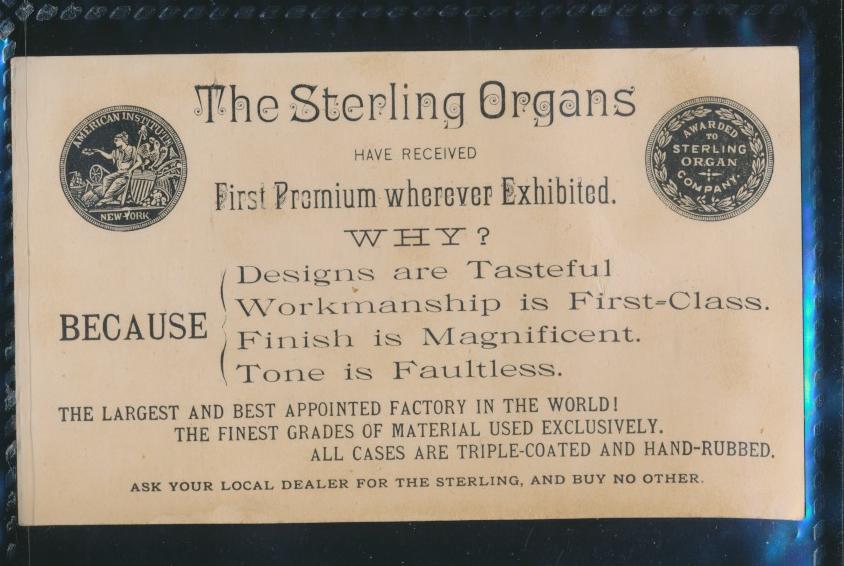 The Sterling Organs
AMERICAN INSTITUTE
NEW-YORK
AWARDED
TO
STERLING
ORGAN
COMPANY.
HAVE RECEIVED
First Premium wherever Exhibited.
WHY?
BECAUSE
Designs are Tasteful
Workmanship is First=Class.
Finish is Magnificent.
Tone is Faultless.
THE LARGEST AND BEST APPOINTED FACTORY IN THE WORLD!
THE FINEST GRADES OF MATERIAL USED EXCLUSIVELY.
ALL CASES ARE TRIPLE-COATED AND HAND-RUBBED.
ASK YOUR LOCAL DEALER FOR THE STERLING, AND BUY NO OTHER.